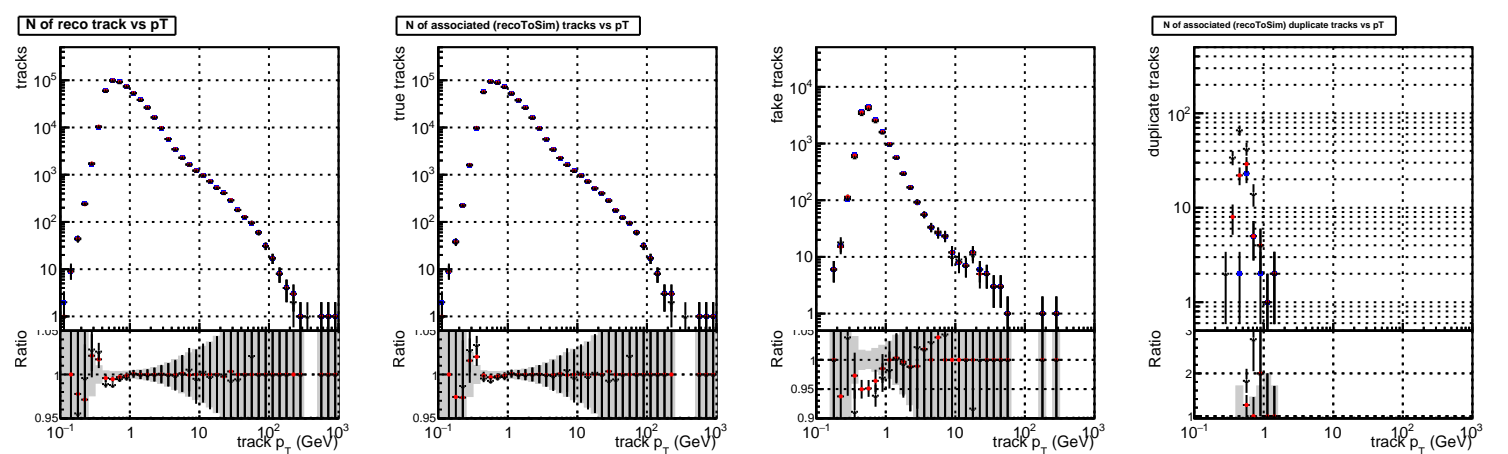 N of reco track vs pT
tracks
10^5
10^4
10^3
10^2
10
1
Ratio
1.05
1
0.95
10^-1 1 10 10^2 10^3
track p_T (GeV)
N of associated (recoToSim) tracks vs pT
true tracks
10^5
10^4
10^3
10^2
10
1
Ratio
1.05
1
0.95
10^-1 1 10 10^2 10^3
track p_T (GeV)
fake tracks
10^4
10^3
10^2
10
1
Ratio
1.05
1
0.95
0.9
10^-1 1 10 10^2 10^3
track p_T (GeV)
N of associated (recoToSim) duplicate tracks vs pT
duplicate tracks
10^2
10
1
Ratio
3
2
1
10^-1 1 10 10^2 10^3
track p_T (GeV)